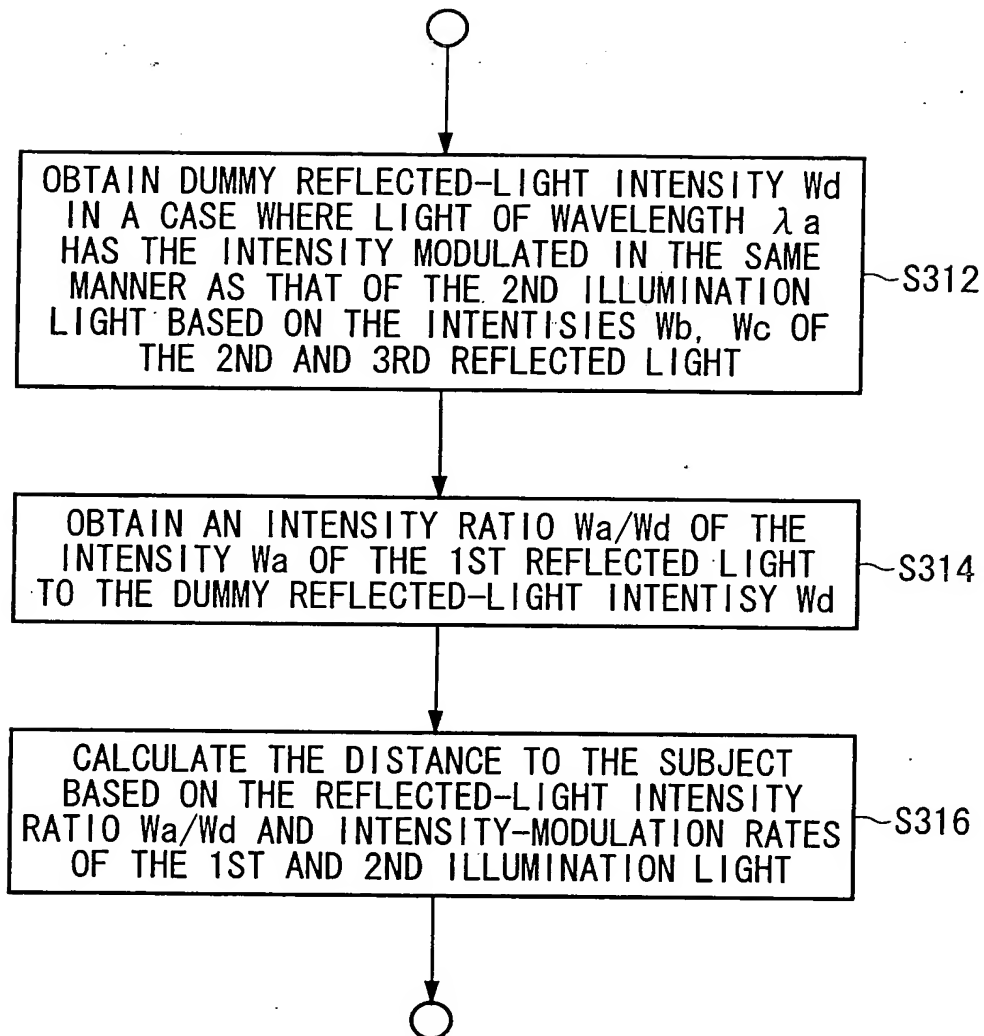 OBTAIN DUMMY REFLECTED-LIGHT INTENSITY Wd
IN A CASE WHERE LIGHT OF WAVELENGTH λa
HAS THE INTENSITY MODULATED IN THE SAME
MANNER AS THAT OF THE 2ND ILLUMINATION
LIGHT BASED ON THE INTENTISIES Wb, Wc OF
THE 2ND AND 3RD REFLECTED LIGHT
S312
OBTAIN AN INTENSITY RATIO Wa/Wd OF THE
INTENSITY Wa OF THE 1ST REFLECTED LIGHT
TO THE DUMMY REFLECTED-LIGHT INTENTISY Wd
S314
CALCULATE THE DISTANCE TO THE SUBJECT
BASED ON THE REFLECTED-LIGHT INTENSITY
RATIO Wa/Wd AND INTENSITY-MODULATION RATES
OF THE 1ST AND 2ND ILLUMINATION LIGHT
S316